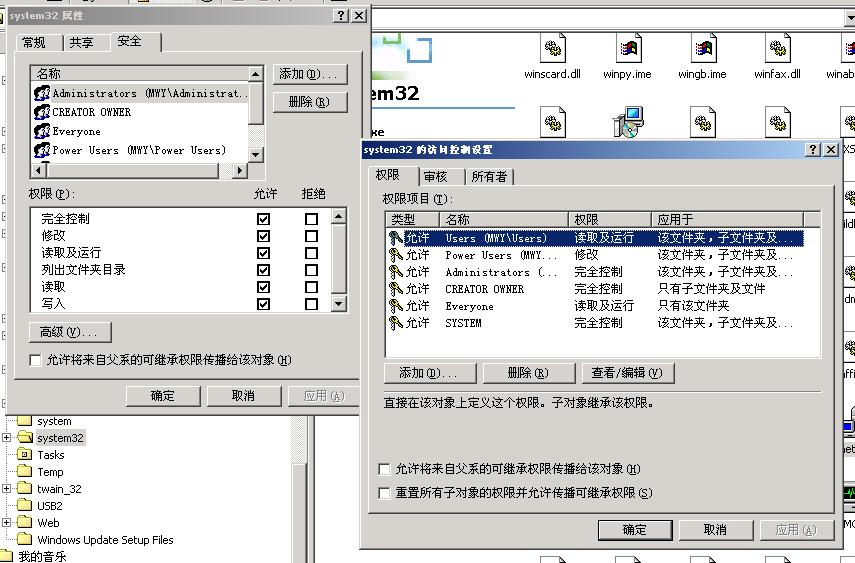 system32 属性
常规 共享 安全
名称
Administrators (MWY\Administrat..
CREATOR OWNER
Everyone
Power Users (MWY\Power Users)
添加(D)...
删除(R)
权限(P): 允许 拒绝
完全控制
修改
读取及运行
列出文件夹目录
读取
写入
高级(V)...
允许将来自父系的可继承权限传播给该对象(H)
确定 取消 应用(A)
system
system32
Tasks
Temp
twain_32
USB2
Web
Windows Update Setup Files
我的音乐
winscard.dll winpy.ime wingb.ime winfax.dll winab
em32
xe
system32 的访问控制设置
权限 审核 所有者
权限项目(T):
类型 名称 权限 应用于
允许 Users (MWY\Users) 读取及运行 该文件夹，子文件夹及...
允许 Power Users (MWY... 修改 该文件夹，子文件夹及...
允许 Administrators (... 完全控制 该文件夹，子文件夹及...
允许 CREATOR OWNER 完全控制 只有子文件夹及文件
允许 Everyone 读取及运行 只有该文件夹
允许 SYSTEM 完全控制 该文件夹，子文件夹及...
添加(D)... 删除(R) 查看/编辑(V)
直接在该对象上定义这个权限。子对象继承该权限。
允许将来自父系的可继承权限传播给该对象(H)
重置所有子对象的权限并允许传播可继承权限(S)
确定 取消 应用(A)